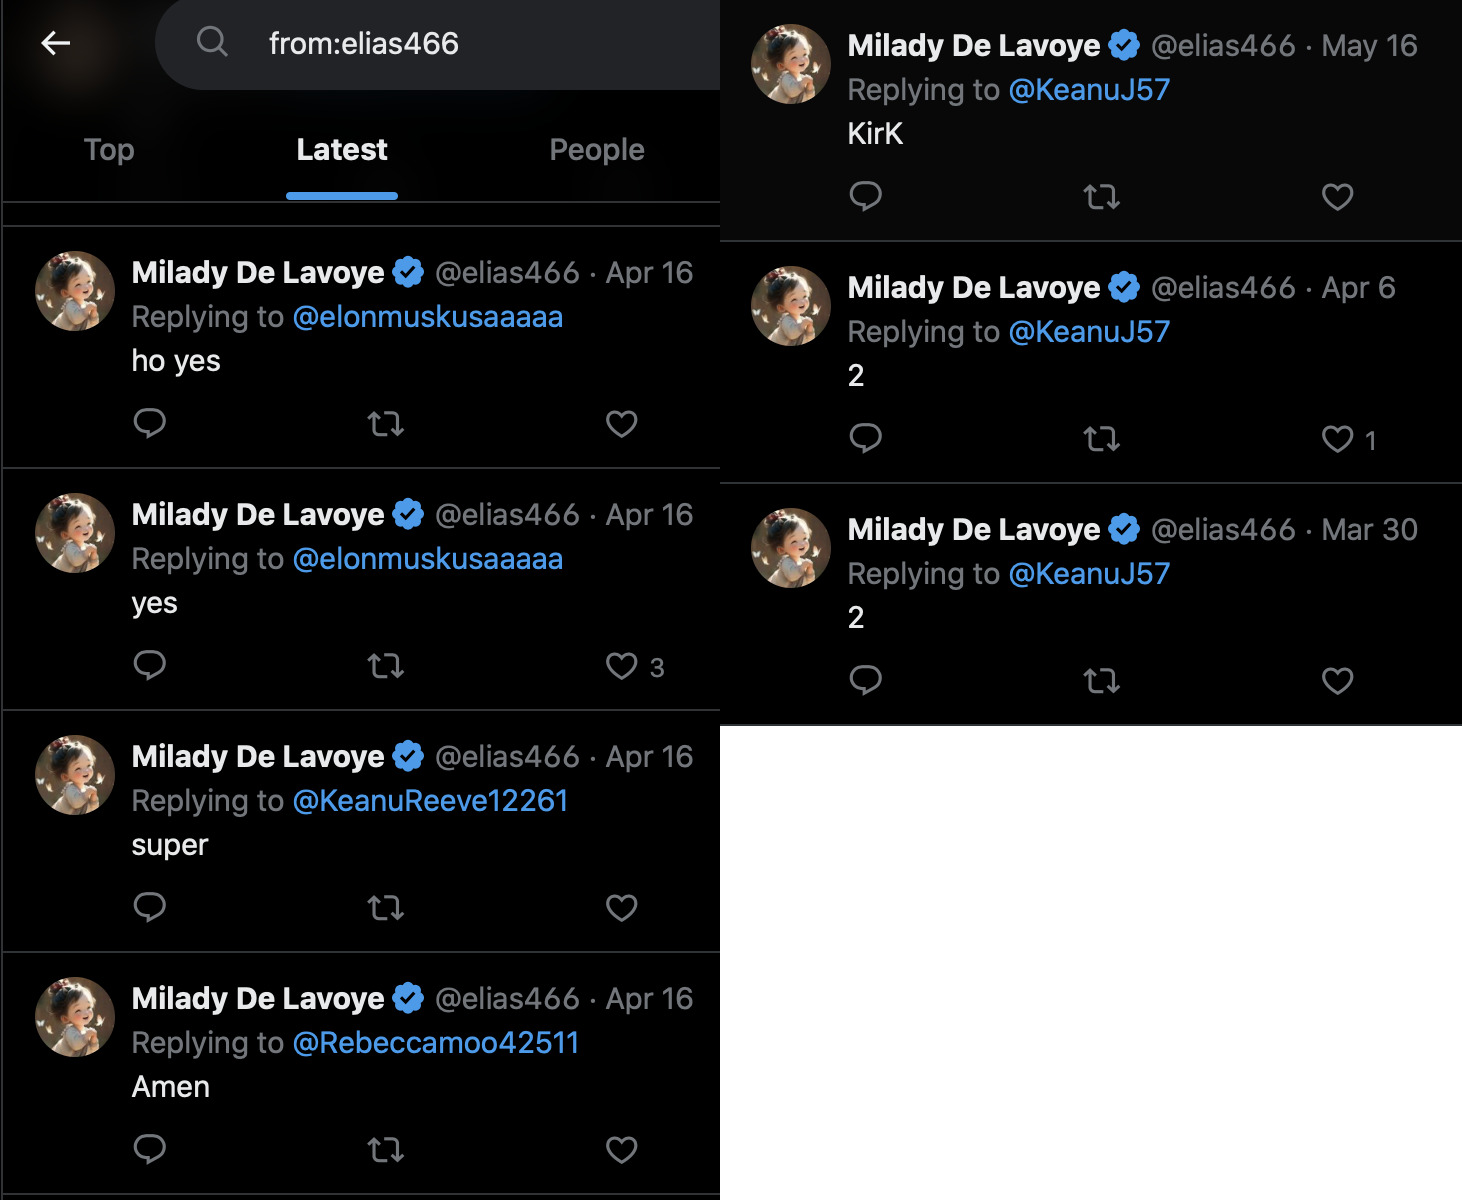 from:elias466
Top Latest People
Milady De Lavoye @elias466 · Apr 16
Replying to @elonmuskusaaaaa
ho yes
Milady De Lavoye @elias466 · Apr 16
Replying to @elonmuskusaaaaa
yes
3
Milady De Lavoye @elias466 · Apr 16
Replying to @KeanuReeve12261
super
Milady De Lavoye @elias466 · Apr 16
Replying to @Rebeccamoo42511
Amen
Milady De Lavoye @elias466 · May 16
Replying to @KeanuJ57
KirK
Milady De Lavoye @elias466 · Apr 6
Replying to @KeanuJ57
2
1
Milady De Lavoye @elias466 · Mar 30
Replying to @KeanuJ57
2